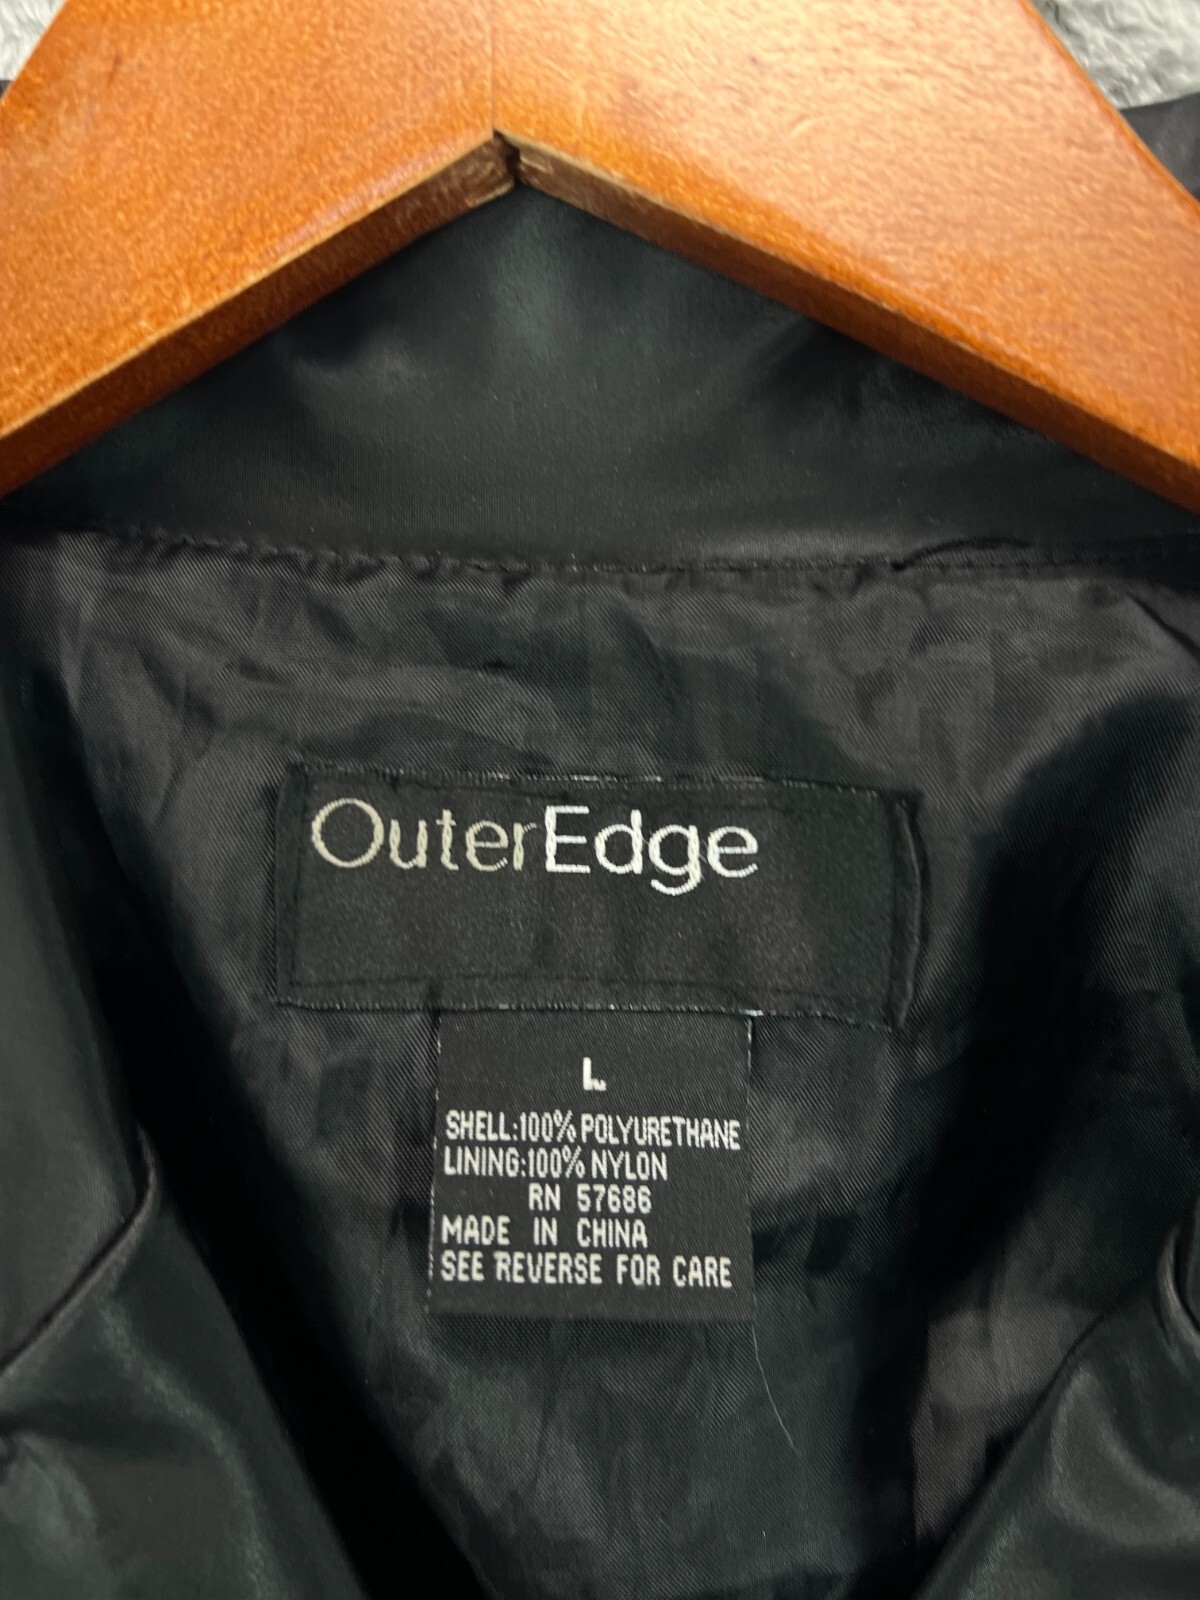 OuterEdge
L
SHELL:100% POLYURETHANE
LINING:100% NYLON
RN 57686
MADE IN CHINA
SEE REVERSE FOR CARE